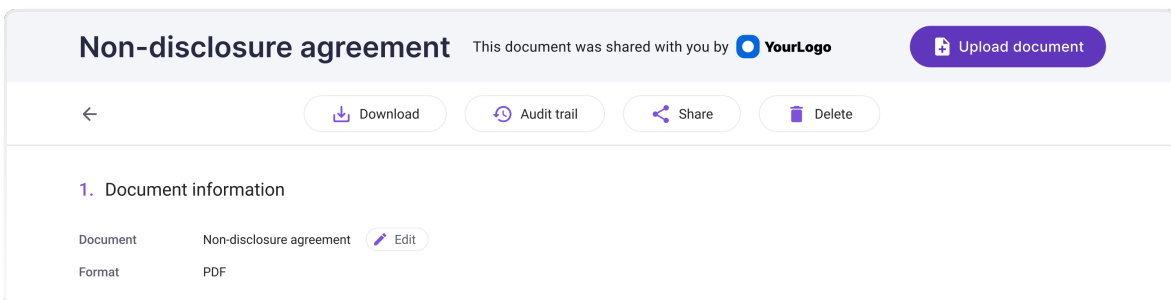 Non-disclosure agreement This document was shared with you by YourLogo Upload document
Download Audit trail Share Delete
1. Document information
Document Non-disclosure agreement Edit
Format PDF